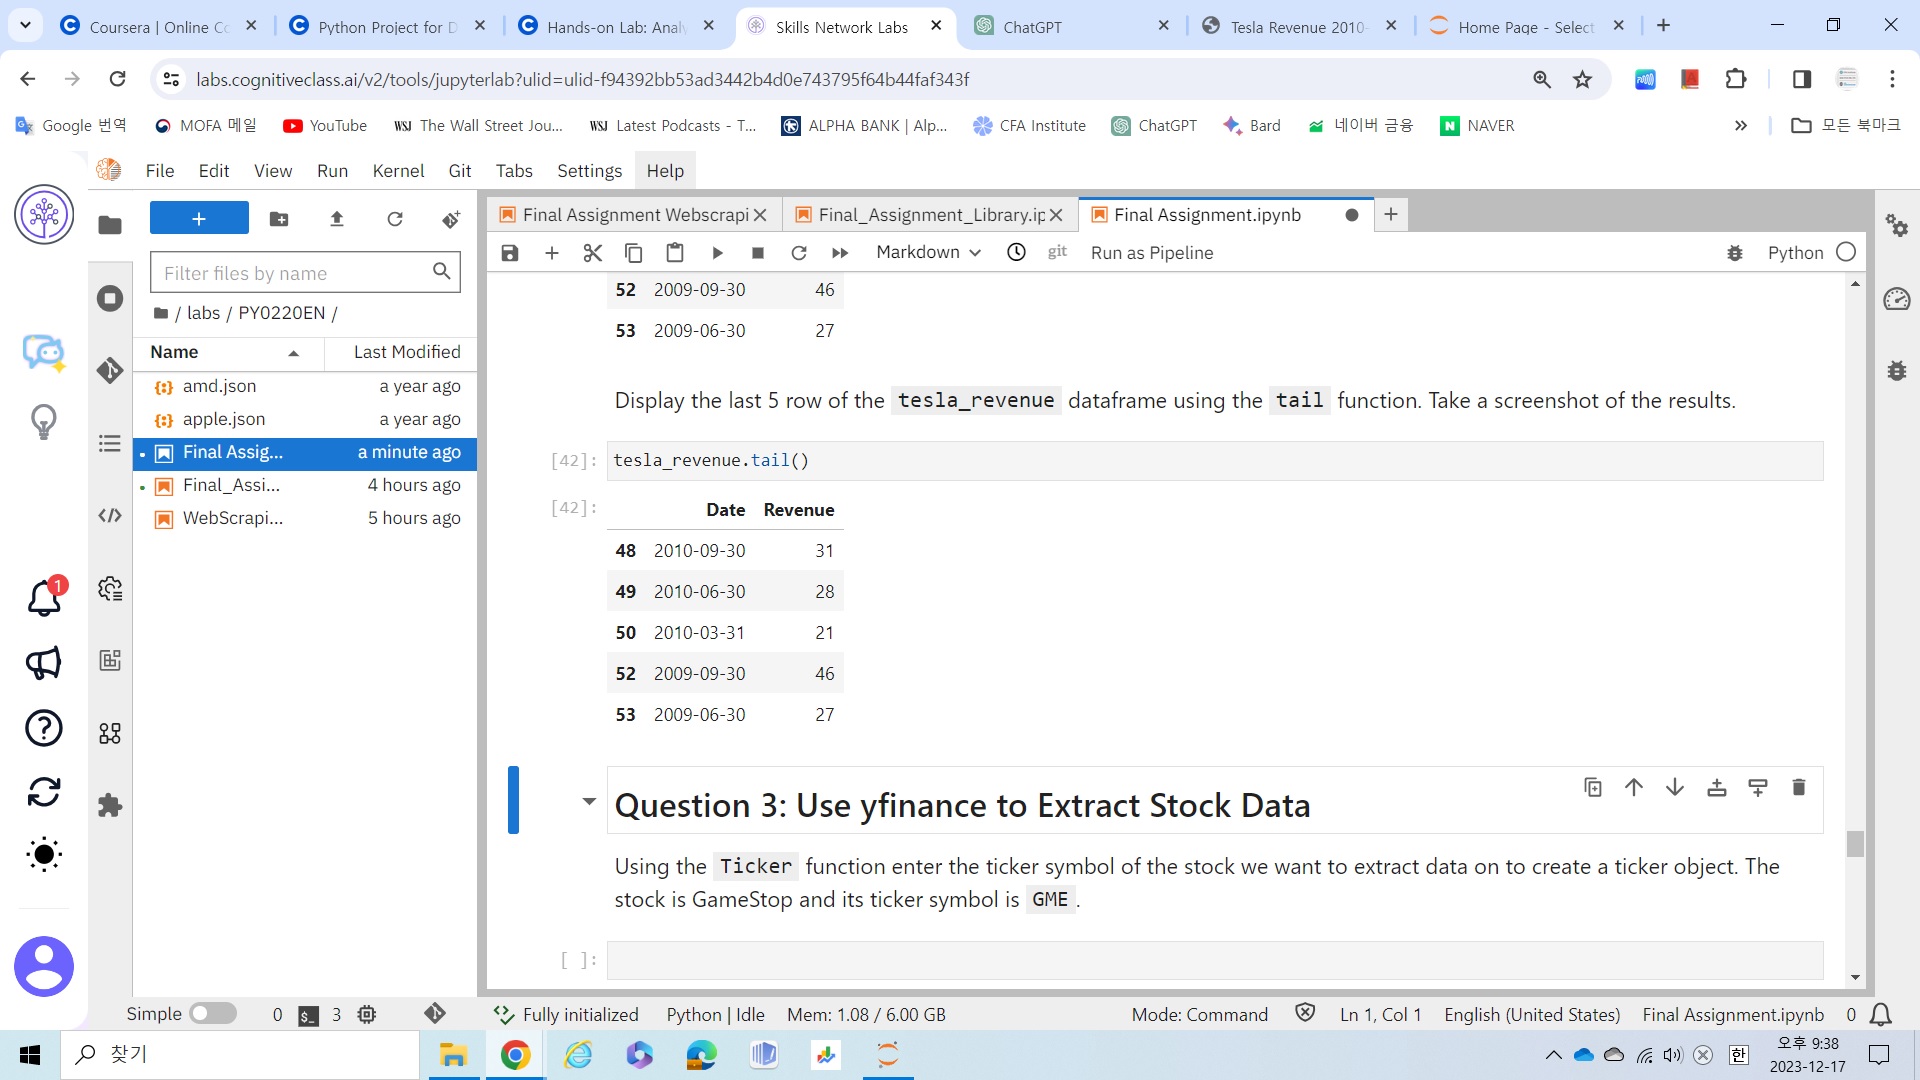 Coursera | Online Co
Python Project for D
Hands-on Lab: Analy
Skills Network Labs
ChatGPT
Tesla Revenue 2010-
Home Page - Select
labs.cognitiveclass.ai/v2/tools/jupyterlab?ulid=ulid-f94392bb53ad3442b4d0e743795f64b44faf343f
Google 번역
MOFA 메일
YouTube
WSJ The Wall Street Jou...
WSJ Latest Podcasts - T...
ALPHA BANK | Alp...
CFA Institute
ChatGPT
Bard
네이버 금융
N NAVER
모든 북마크
File Edit View Run Kernel Git Tabs Settings Help
Final Assignment Webscrapi
Final_Assignment_Library.ip
Final Assignment.ipynb
Markdown
git
Run as Pipeline
Python
Filter files by name
/ labs / PY0220EN /
Name Last Modified
amd.json a year ago
apple.json a year ago
Final Assig... a minute ago
Final_Assi... 4 hours ago
WebScrapi... 5 hours ago
1
52 2009-09-30 46
53 2009-06-30 27
Display the last 5 row of the tesla_revenue dataframe using the tail function. Take a screenshot of the results.
[42]: tesla_revenue.tail()
[42]: Date Revenue
48 2010-09-30 31
49 2010-06-30 28
50 2010-03-31 21
52 2009-09-30 46
53 2009-06-30 27
Question 3: Use yfinance to Extract Stock Data
Using the Ticker function enter the ticker symbol of the stock we want to extract data on to create a ticker object. The
stock is GameStop and its ticker symbol is GME.
[ ]:
Simple 0 $_ 3 Fully initialized Python | Idle Mem: 1.08 / 6.00 GB Mode: Command Ln 1, Col 1 English (United States) Final Assignment.ipynb 0
찾기
한
오후 9:38
2023-12-17